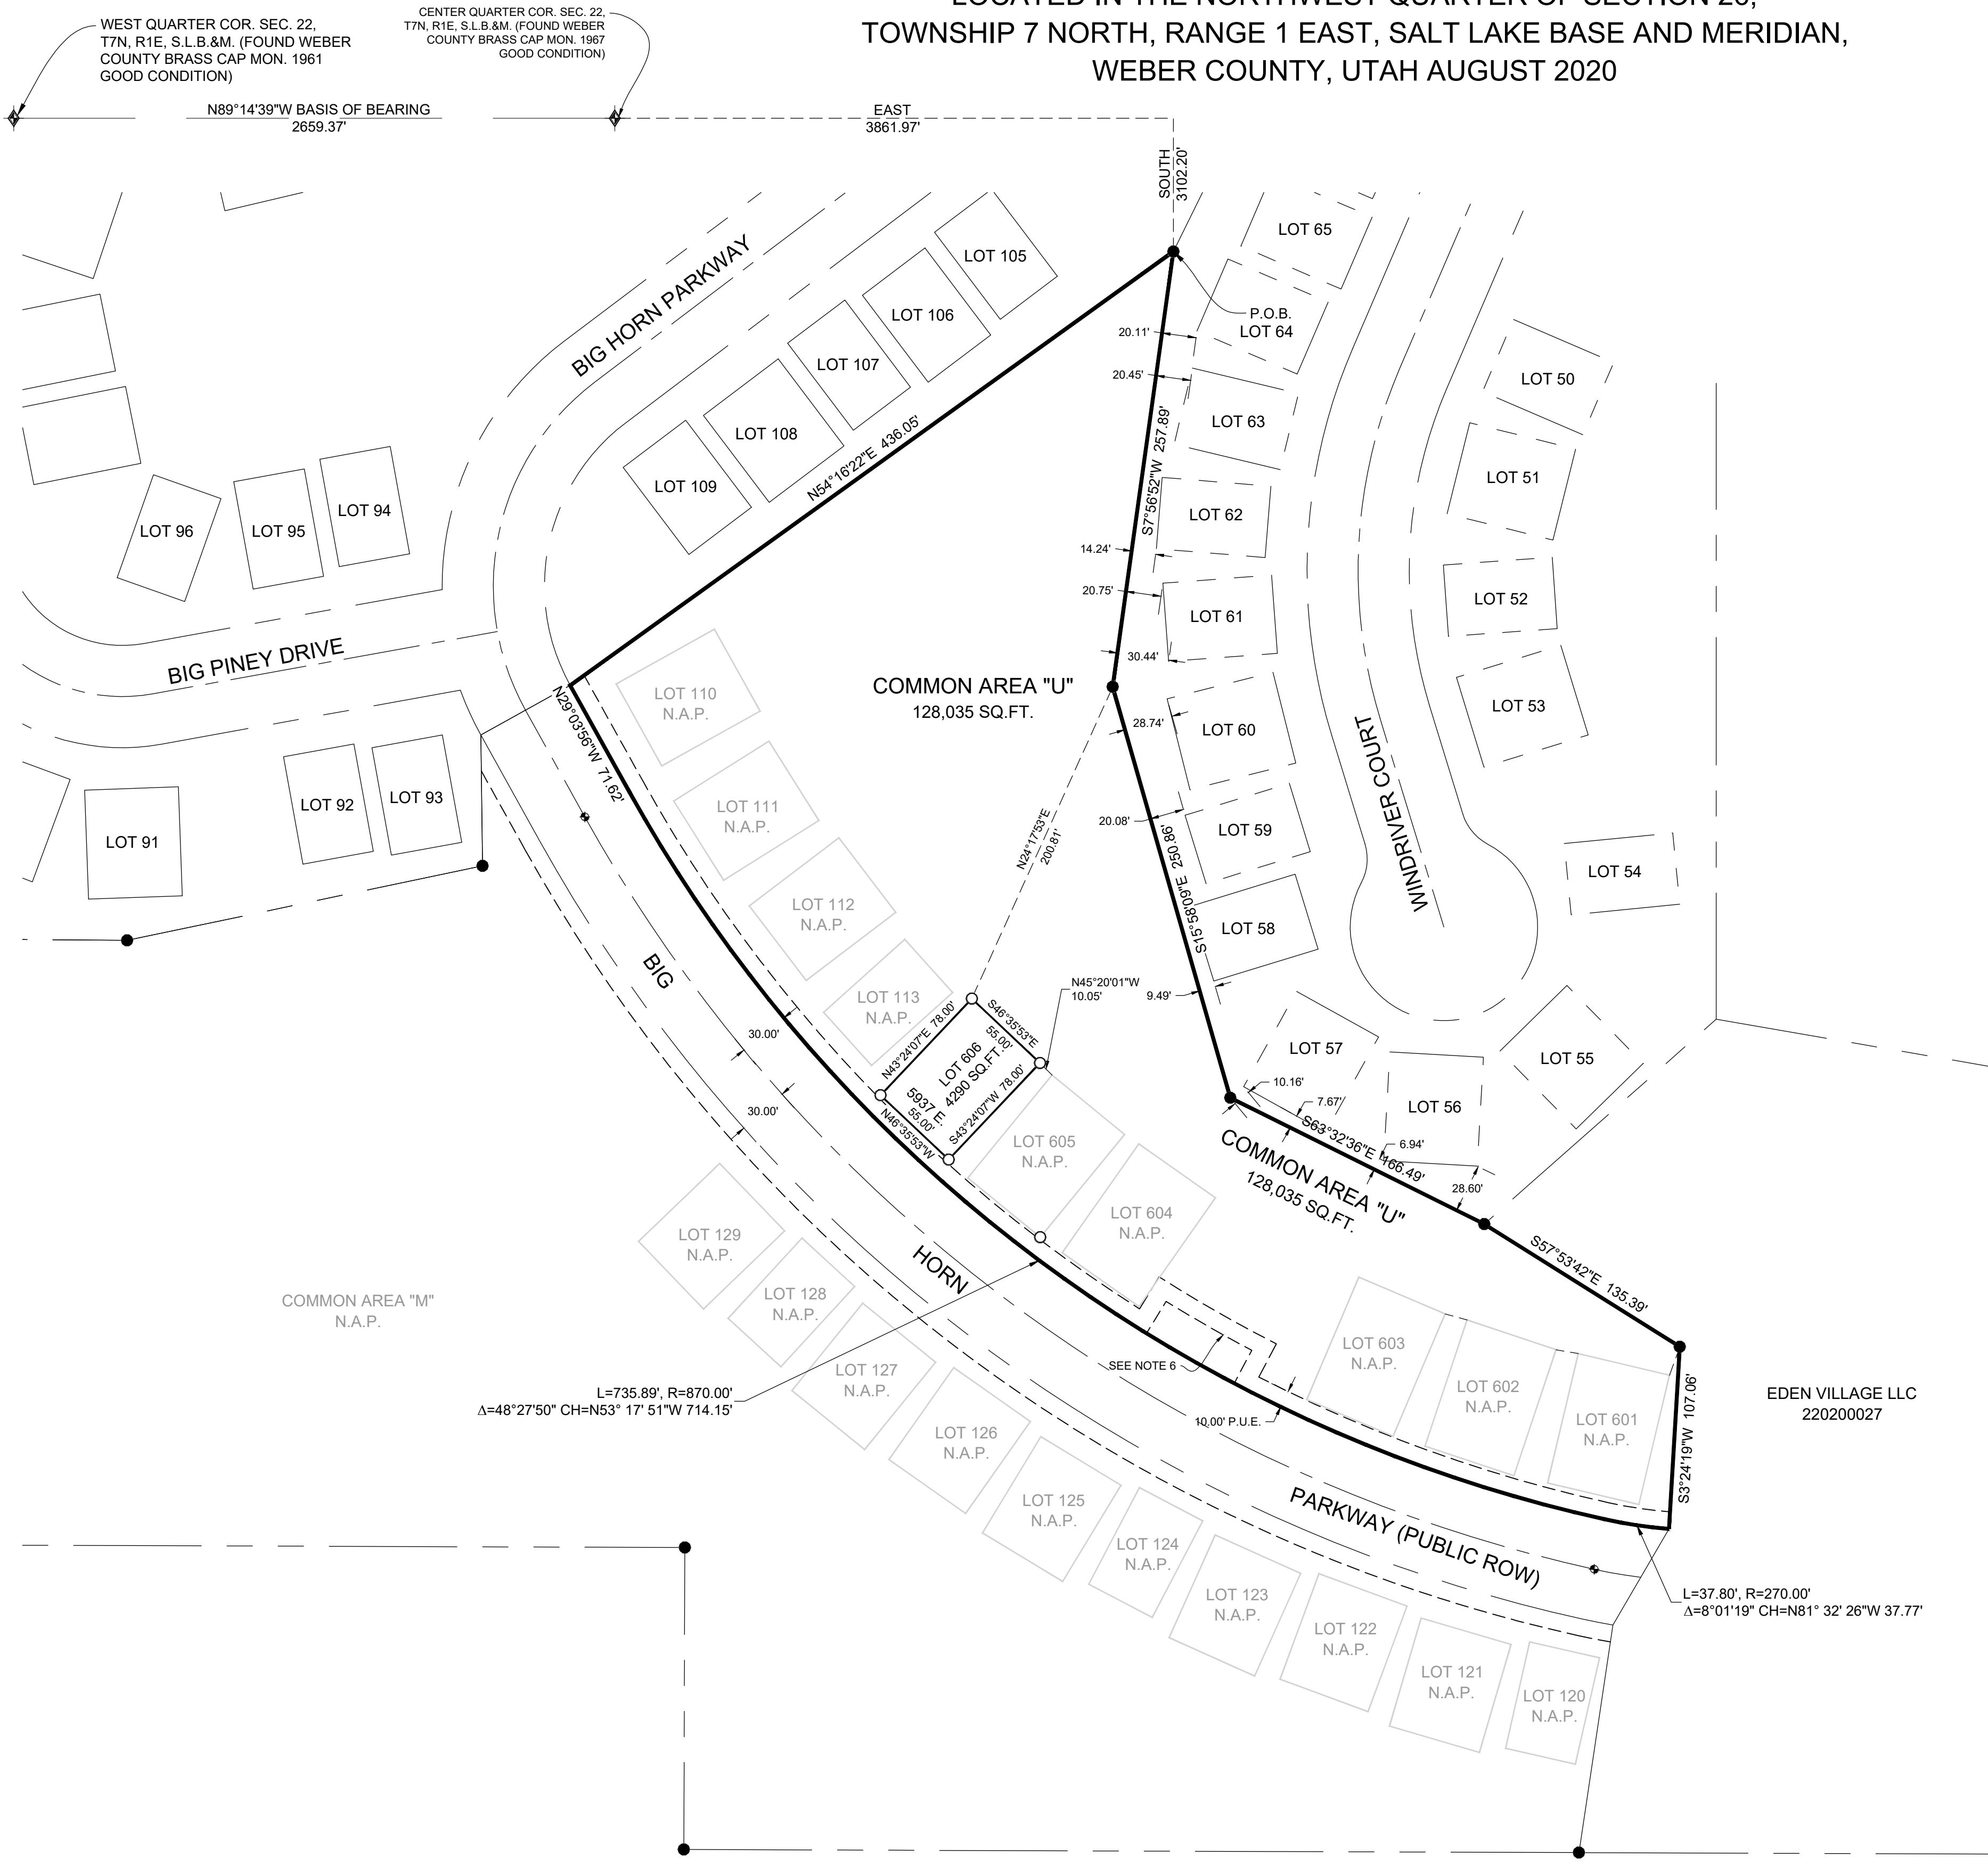 TOWNSHIP 7 NORTH, RANGE 1 EAST, SALT LAKE BASE AND MERIDIAN,
WEBER COUNTY, UTAH AUGUST 2020
WEST QUARTER COR. SEC. 22,
T7N, R1E, S.L.B.&M. (FOUND WEBER
COUNTY BRASS CAP MON. 1961
GOOD CONDITION)
CENTER QUARTER COR. SEC. 22,
T7N, R1E, S.L.B.&M. (FOUND WEBER
COUNTY BRASS CAP MON. 1967
GOOD CONDITION)
N89°14'39"W BASIS OF BEARING
2659.37'
EAST
3861.97'
SOUTH
3102.20'
LOT 65
LOT 105
BIG HORN PARKWAY
LOT 106
P.O.B.
LOT 64
20.11'
LOT 107
20.45'
LOT 50
LOT 108
N54°16'22"E 436.05'
S7°56'52"W 257.89'
LOT 63
LOT 109
LOT 51
LOT 94
LOT 95
LOT 96
LOT 62
14.24'
20.75'
LOT 61
LOT 52
BIG PINEY DRIVE
30.44'
COMMON AREA "U"
128,035 SQ.FT.
LOT 110
N.A.P.
N29°03'56"W 71.62'
LOT 53
28.74'
LOT 60
WINDRIVER COURT
LOT 92
LOT 93
LOT 111
N.A.P.
LOT 91
N24°17'53"E
200.81'
20.08'
S15°58'09"E 250.86'
LOT 59
LOT 54
LOT 112
N.A.P.
LOT 58
BIG
LOT 113
N.A.P.
N45°20'01"W
10.05'
9.49'
30.00'
N43°24'07"E 78.00'
S46°35'53"E
55.00'
LOT 606
4290 SQ.FT.
5937 E.
55.00'
N46°35'53"W
S43°24'07"W 78.00'
LOT 57
LOT 55
10.16'
7.67'
LOT 56
30.00'
S63°32'36"E 166.49'
6.94'
28.60'
COMMON AREA "U"
128,035 SQ.FT.
LOT 605
N.A.P.
LOT 604
N.A.P.
LOT 129
N.A.P.
HORN
S57°53'42"E 135.39'
COMMON AREA "M"
N.A.P.
LOT 128
N.A.P.
LOT 603
N.A.P.
SEE NOTE 6
LOT 127
N.A.P.
LOT 602
N.A.P.
L=735.89', R=870.00'
Δ=48°27'50" CH=N53° 17' 51"W 714.15'
10.00' P.U.E.
LOT 601
N.A.P.
S3°24'19"W 107.06'
EDEN VILLAGE LLC
220200027
LOT 126
N.A.P.
LOT 125
N.A.P.
PARKWAY (PUBLIC ROW)
LOT 124
N.A.P.
LOT 123
N.A.P.
L=37.80', R=270.00'
Δ=8°01'19" CH=N81° 32' 26"W 37.77'
LOT 122
N.A.P.
LOT 121
N.A.P.
LOT 120
N.A.P.